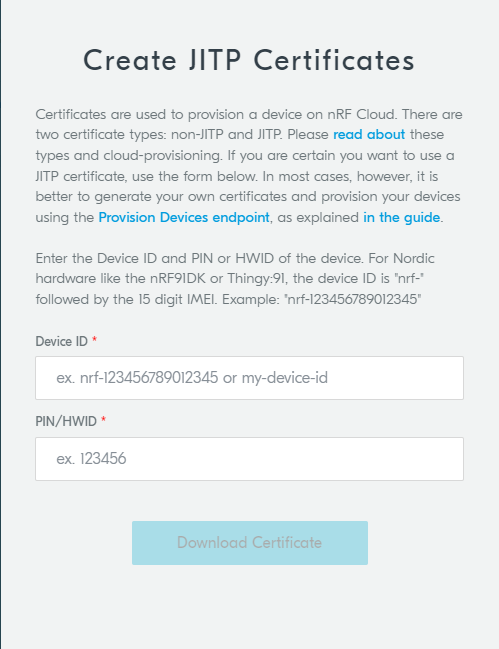 Create JITP Certificates
Certificates are used to provision a device on nRF Cloud. There are
two certificate types: non-JITP and JITP. Please read about these
types and cloud-provisioning. If you are certain you want to use a
JITP certificate, use the form below. In most cases, however, it is
better to generate your own certificates and provision your devices
using the Provision Devices endpoint, as explained in the guide.
Enter the Device ID and PIN or HWID of the device. For Nordic
hardware like the nRF91DK or Thingy:91, the device ID is "nrf-"
followed by the 15 digit IMEI. Example: "nrf-123456789012345"
Device ID *
ex. nrf-123456789012345 or my-device-id
PIN/HWID *
ex. 123456
Download Certificate